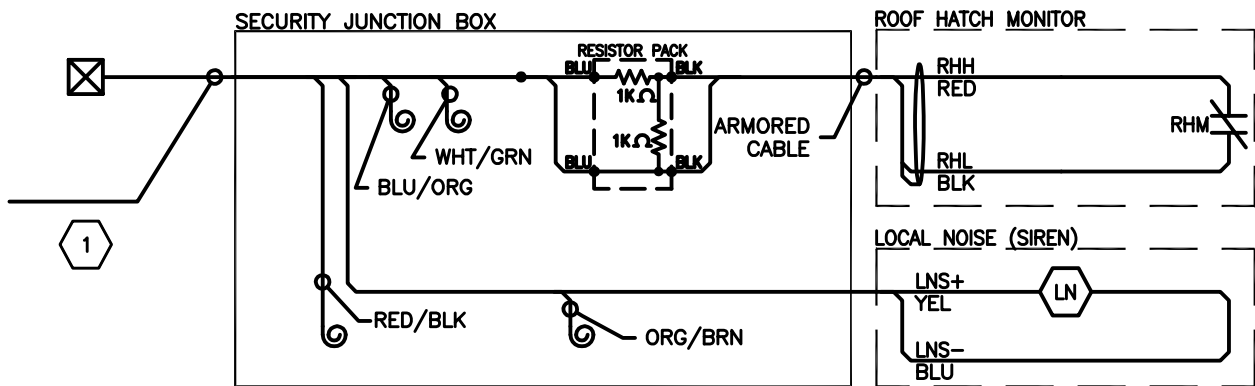 SECURITY JUNCTION BOX
ROOF HATCH MONITOR
RESISTOR PACK
BLU
BLK
1KΩ
1KΩ
BLU
BLK
WHT/GRN
BLU/ORG
ARMORED
CABLE
RHH
RED
RHM
RHL
BLK
1
LOCAL NOISE (SIREN)
LNS+
YEL
LN
RED/BLK
ORG/BRN
LNS-
BLU